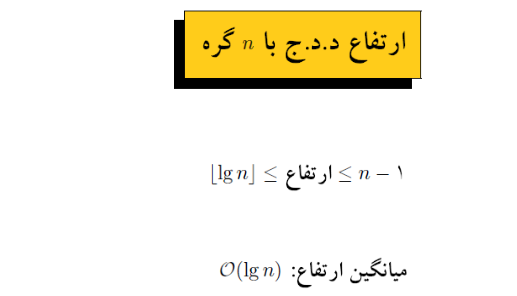 ارتفاع د.د.ج با n گره
⌊lg n⌋ ≤ ارتفاع ≤ n − ۱
میانگین ارتفاع: O(lg n)